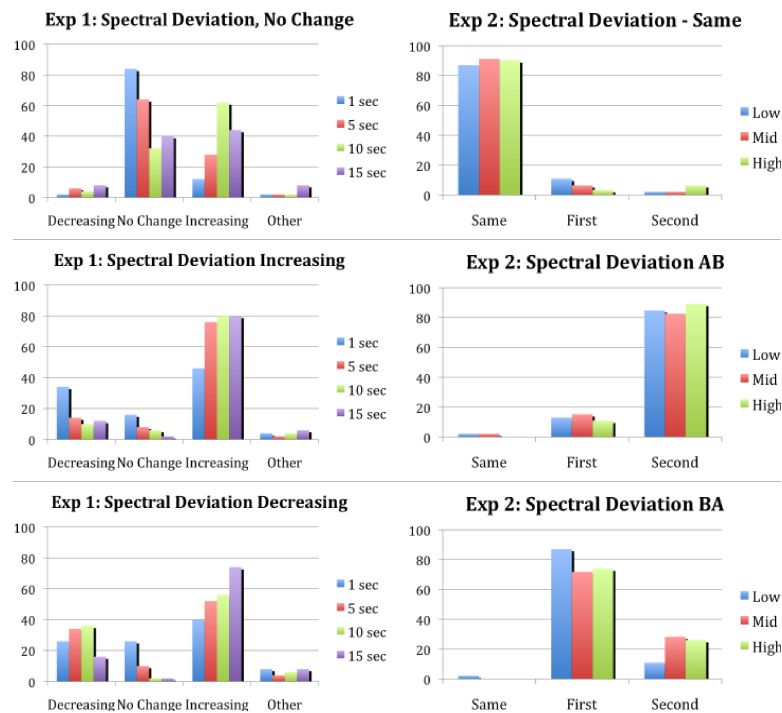 Exp 1: Spectral Deviation, No Change
100
80
60
40
20
0
Decreasing No Change Increasing Other
1 sec
5 sec
10 sec
15 sec
Exp 2: Spectral Deviation - Same
100
80
60
40
20
0
Same First Second
Low
Mid
High
Exp 1: Spectral Deviation Increasing
100
80
60
40
20
0
Decreasing No Change Increasing Other
1 sec
5 sec
10 sec
15 sec
Exp 2: Spectral Deviation AB
100
80
60
40
20
0
Same First Second
Low
Mid
High
Exp 1: Spectral Deviation Decreasing
100
80
60
40
20
0
Decreasing No Change Increasing Other
1 sec
5 sec
10 sec
15 sec
Exp 2: Spectral Deviation BA
100
80
60
40
20
0
Same First Second
Low
Mid
High